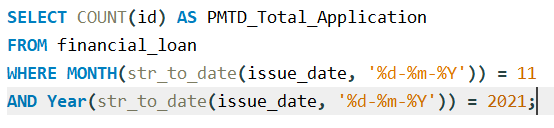 SELECT COUNT(id) AS PMTD_Total_Application
FROM financial_loan
WHERE MONTH(str_to_date(issue_date, '%d-%m-%Y')) = 11
AND Year(str_to_date(issue_date, '%d-%m-%Y')) = 2021;